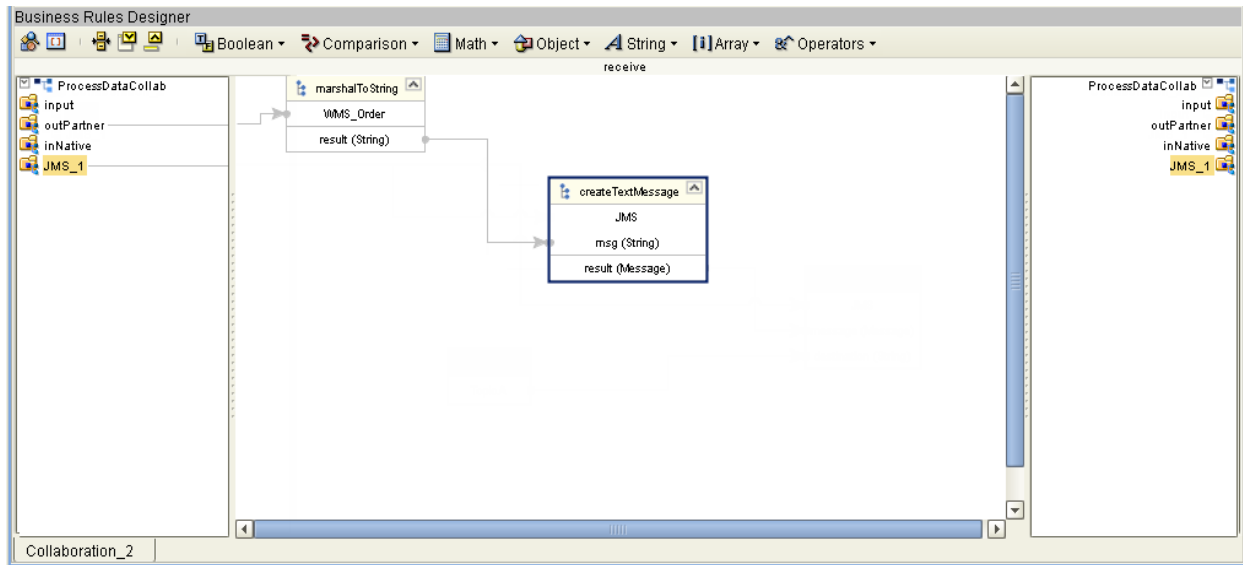 Business Rules Designer
Boolean Comparison Math Object String [i] Array Operators
receive
ProcessDataCollab
input
outPartner
inNative
JMS_1
marshalToString
WMS_Order
result (String)
createTextMessage
JMS
msg (String)
result (Message)
ProcessDataCollab
input
outPartner
inNative
JMS_1
Collaboration_2